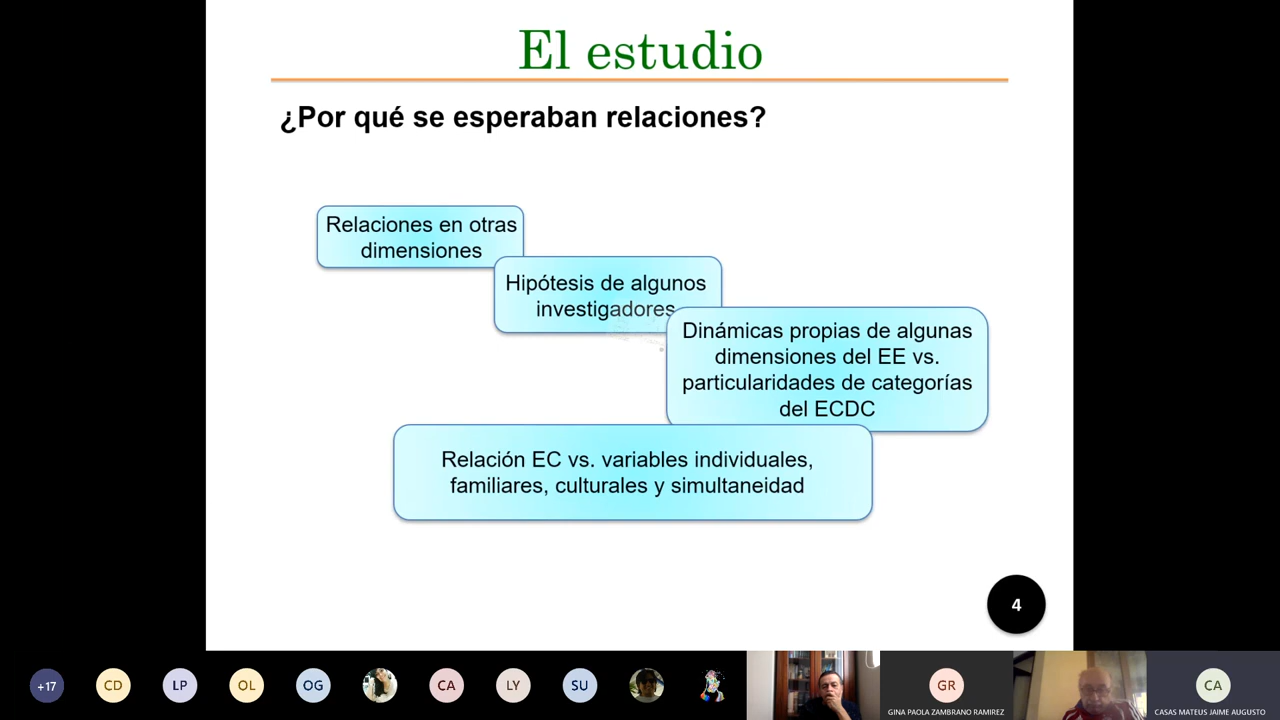 El estudio
¿Por qué se esperaban relaciones?
Relaciones en otras
dimensiones
Hipótesis de algunos
investigadores
Dinámicas propias de algunas
dimensiones del EE vs.
particularidades de categorías
del ECDC
Relación EC vs. variables individuales,
familiares, culturales y simultaneidad
4
+17
CD
LP
OL
OG
CA
LY
SU
GR
GINA PAOLA ZAMBRANO RAMIREZ
CA
CASAS MATEUS JAIME AUGUSTO